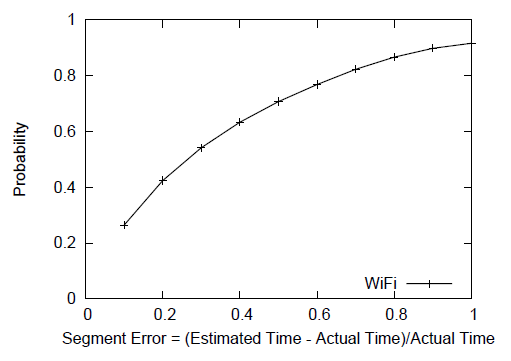 1
0.8
0.6
0.4
0.2
0
Probability
WiFi
0 0.2 0.4 0.6 0.8 1
Segment Error = (Estimated Time - Actual Time)/Actual Time